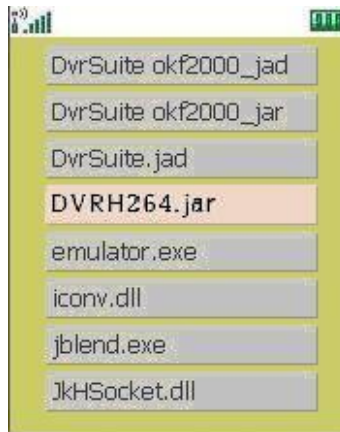 DvrSuite okf2000_jad
DvrSuite okf2000_jar
DvrSuite.jad
DVRH264.jar
emulator.exe
iconv.dll
jblend.exe
JkHSocket.dll